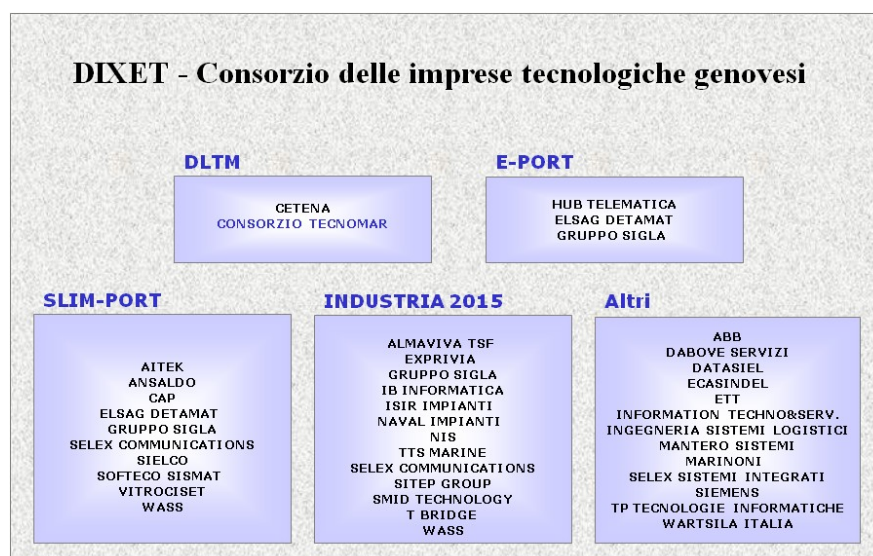 DIXET - Consorzio delle imprese tecnologiche genovesi
DLTM
CETENA
CONSORZIO TECNOMAR
E-PORT
HUB TELEMATICA
ELSAG DETAMAT
GRUPPO SIGLA
SLIM-PORT
AITEK
ANSALDO
CAP
ELSAG DETAMAT
GRUPPO SIGLA
SELEX COMMUNICATIONS
SIELCO
SOFTECO SISMAT
VITROCISET
WASS
INDUSTRIA 2015
ALMAVIVA TSF
EXPRIVIA
GRUPPO SIGLA
IB INFORMATICA
ISIR IMPIANTI
NAVAL IMPIANTI
NIS
TTS MARINE
SELEX COMMUNICATIONS
SITEP GROUP
SMID TECHNOLOGY
T BRIDGE
WASS
Altri
ABB
DABOVE SERVIZI
DATASIEL
ECASINDEL
ETT
INFORMATION TECHNO&SERV.
INGEGNERIA SISTEMI LOGISTICI
MANTERO SISTEMI
MARINONI
SELEX SISTEMI INTEGRATI
SIEMENS
TP TECNOLOGIE INFORMATICHE
WARTSILA ITALIA